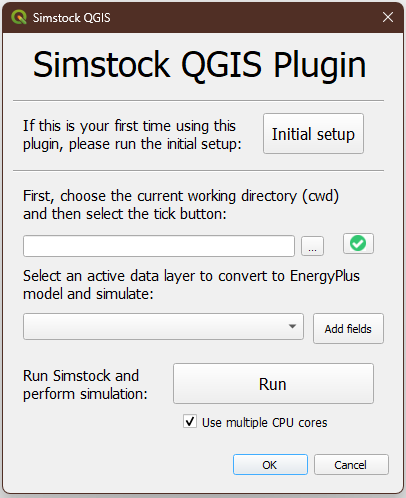 Simstock QGIS
Simstock QGIS Plugin
If this is your first time using this
plugin, please run the initial setup:
Initial setup
First, choose the current working directory (cwd)
and then select the tick button:
...
Select an active data layer to convert to EnergyPlus
model and simulate:
Add fields
Run Simstock and
perform simulation:
Run
Use multiple CPU cores
OK
Cancel